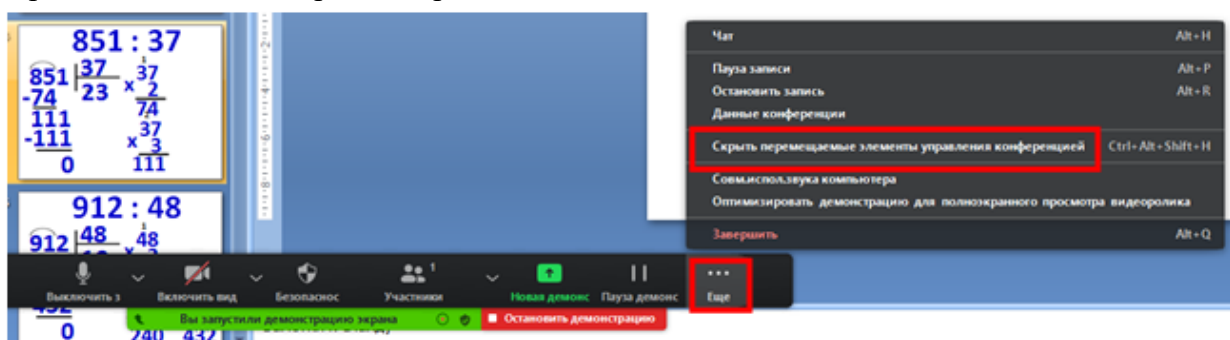 851 : 37
851 37 37
-74 23 x 2
111 74
-111 37
x 3
0 111
912 : 48
912 48 48
0 240 432
Чат Alt+H
Пауза записи Alt+P
Остановить запись Alt+R
Данные конференции
Скрыть перемещаемые элементы управления конференцией Ctrl+Alt+Shift+H
Совм.испол.звука компьютера
Оптимизировать демонстрацию для полноэкранного просмотра видеоролика
Завершить Alt+Q
Выключить з Включить вид Безопаснос Участники 1 Новая демонс Пауза демонс Еще
Вы запустили демонстрацию экрана Остановить демонстрацию